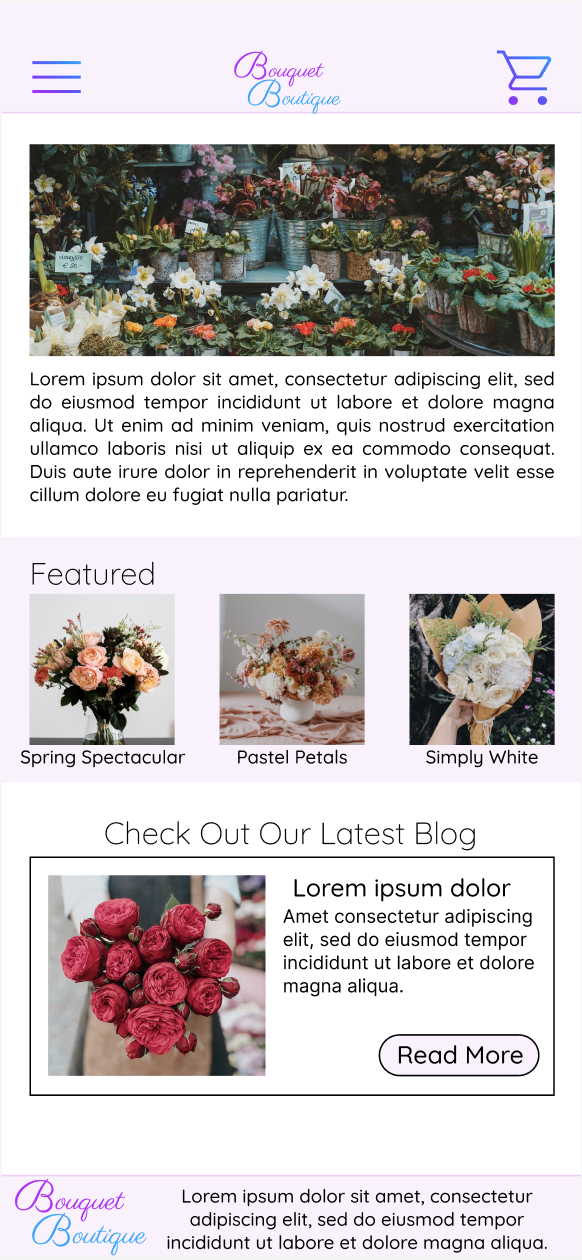 Bouquet
Boutique
Lorem ipsum dolor sit amet, consectetur adipiscing elit, sed
do eiusmod tempor incididunt ut labore et dolore magna
aliqua. Ut enim ad minim veniam, quis nostrud exercitation
ullamco laboris nisi ut aliquip ex ea commodo consequat.
Duis aute irure dolor in reprehenderit in voluptate velit esse
cillum dolore eu fugiat nulla pariatur.
Featured
Spring Spectacular
Pastel Petals
Simply White
Check Out Our Latest Blog
Lorem ipsum dolor
Amet consectetur adipiscing
elit, sed do eiusmod tempor
incididunt ut labore et dolore
magna aliqua.
Read More
Bouquet
Boutique
Lorem ipsum dolor sit amet, consectetur
adipiscing elit, sed do eiusmod tempor
incididunt ut labore et dolore magna aliqua.